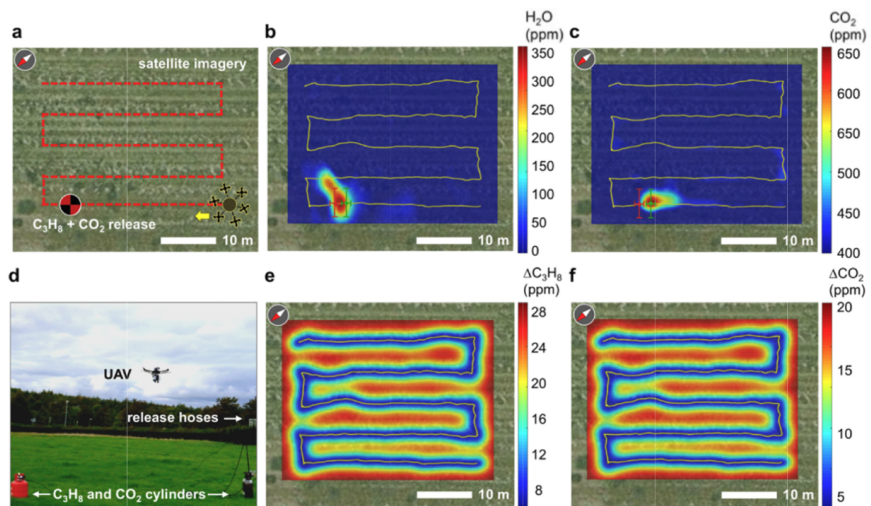 a
satellite imagery
C₃H₈ + CO₂ release
10 m
b
H₂O
(ppm)
350
300
250
200
150
100
50
0
10 m
c
CO₂
(ppm)
650
600
550
500
450
400
10 m
d
UAV
release hoses
C₃H₈ and CO₂ cylinders
e
ΔC₃H₈
(ppm)
28
24
20
16
12
8
10 m
f
ΔCO₂
(ppm)
20
15
10
5
10 m